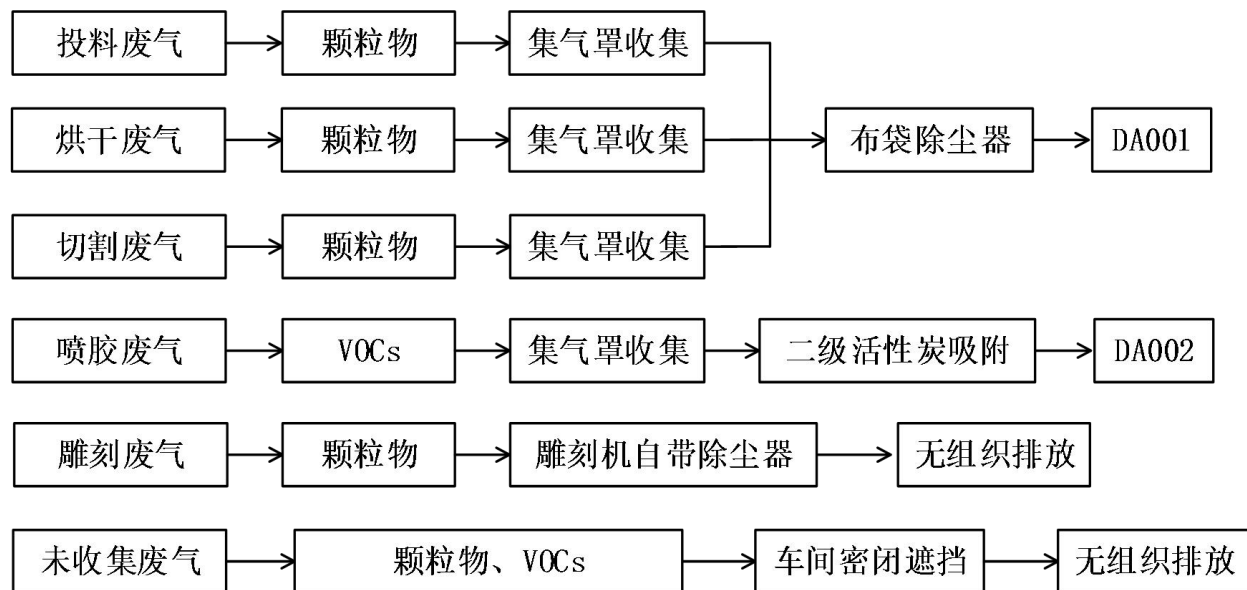 投料废气 颗粒物 集气罩收集
烘干废气 颗粒物 集气罩收集 布袋除尘器 DA001
切割废气 颗粒物 集气罩收集
喷胶废气 VOCs 集气罩收集 二级活性炭吸附 DA002
雕刻废气 颗粒物 雕刻机自带除尘器 无组织排放
未收集废气 颗粒物、VOCs 车间密闭遮挡 无组织排放